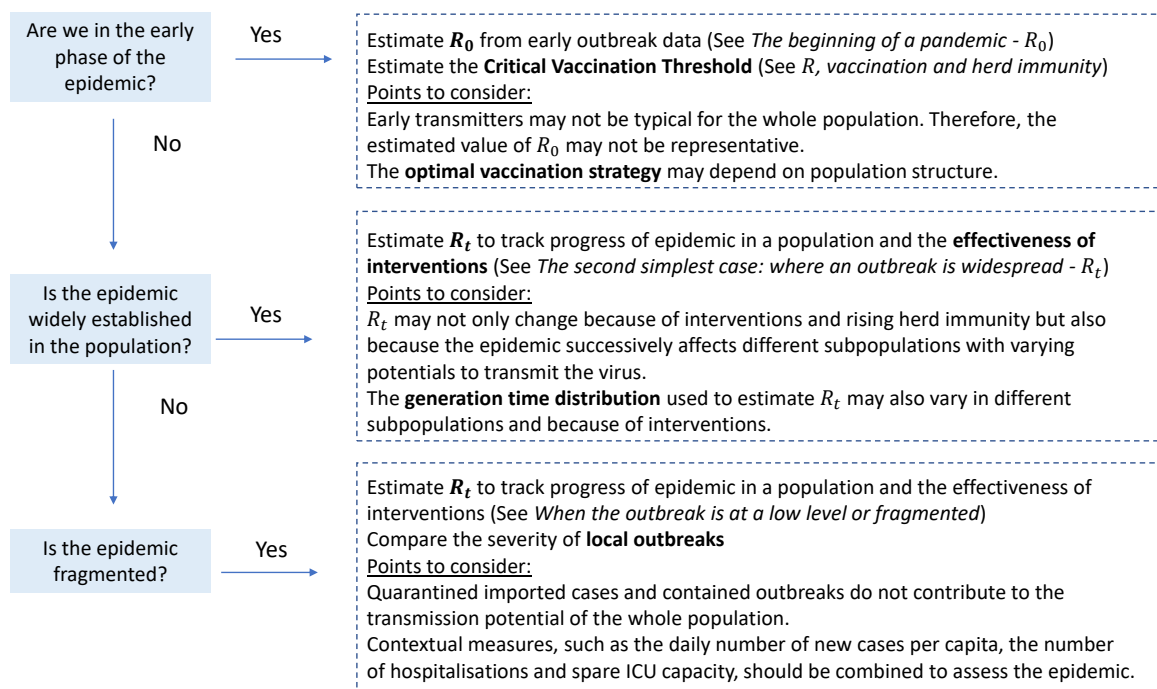 Are we in the early
phase of the
epidemic?
Yes
Estimate R₀ from early outbreak data (See The beginning of a pandemic - R₀)
Estimate the Critical Vaccination Threshold (See R, vaccination and herd immunity)
Points to consider:
Early transmitters may not be typical for the whole population. Therefore, the
estimated value of R₀ may not be representative.
The optimal vaccination strategy may depend on population structure.
No
Is the epidemic
widely established
in the population?
Yes
Estimate Rₜ to track progress of epidemic in a population and the effectiveness of
interventions (See The second simplest case: where an outbreak is widespread - Rₜ)
Points to consider:
Rₜ may not only change because of interventions and rising herd immunity but also
because the epidemic successively affects different subpopulations with varying
potentials to transmit the virus.
The generation time distribution used to estimate Rₜ may also vary in different
subpopulations and because of interventions.
No
Is the epidemic
fragmented?
Yes
Estimate Rₜ to track progress of epidemic in a population and the effectiveness of
interventions (See When the outbreak is at a low level or fragmented)
Compare the severity of local outbreaks
Points to consider:
Quarantined imported cases and contained outbreaks do not contribute to the
transmission potential of the whole population.
Contextual measures, such as the daily number of new cases per capita, the number
of hospitalisations and spare ICU capacity, should be combined to assess the epidemic.